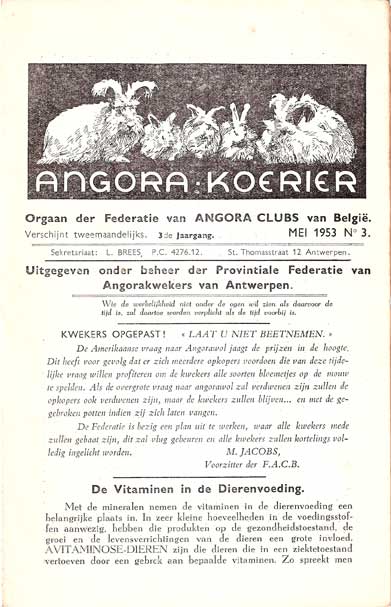 ANGORA:KOERIER
Orgaan der Federatie van ANGORA CLUBS van België.
Verschijnt tweemaandelijks. 3de Jaargang. MEI 1953 N° 3.
Sekretariaat: L. BREES, P.C. 4276.12. St. Thomasstraat 12 Antwerpen.
Uitgegeven onder beheer der Provintiale Federatie van
Angorakwekers van Antwerpen.
Wie de werkelijkheid niet onder de ogen wil zien als daarvoor de
tijd is, zal daartoe worden verplicht als de tijd voorbij is.
KWEKERS OPGEPAST! « LAAT U NIET BEETNEMEN. »
De Amerikaanse vraag naar Angorawol jaagt de prijzen in de hoogte.
Dit heeft voor gevolg dat er zich meerdere opkopers voordoen die van deze tijde-
lijke vraag willen profiteren om de kwekers alle soorten bloemetjes op de mouw
te spelden. Als de overgrote vraag naar angorawol zal verdwenen zijn zullen de
opkopers ook verdwenen zijn, maar de kwekers zullen blijven... en met de ge-
gebroken potten indien zij zich laten vangen.
De Federatie is bezig een plan uit te werken, waar alle kwekers mede
zullen gebaat zijn, dit zal vlug gebeuren en alle kwekers zullen kortelings vol-
ledig ingelicht worden. M. JACOBS,
Voorzitter der F.A.C.B.
De Vitaminen in de Dierenvoeding.
Met de mineralen nemen de vitaminen in de dierenvoeding een
belangrijke plaats in. In zeer kleine hoeveelheden in de voedingsstof-
fen aanwezig, hebben die produkten op de gezondheidstoestand, de
groei en de levensverrichtingen van de dieren een grote invloed.
AVITAMINOSE-DIEREN zijn die dieren die in een ziektetoestand
vertoeven door een gebrek aan bepaalde vitaminen. Zo spreekt men